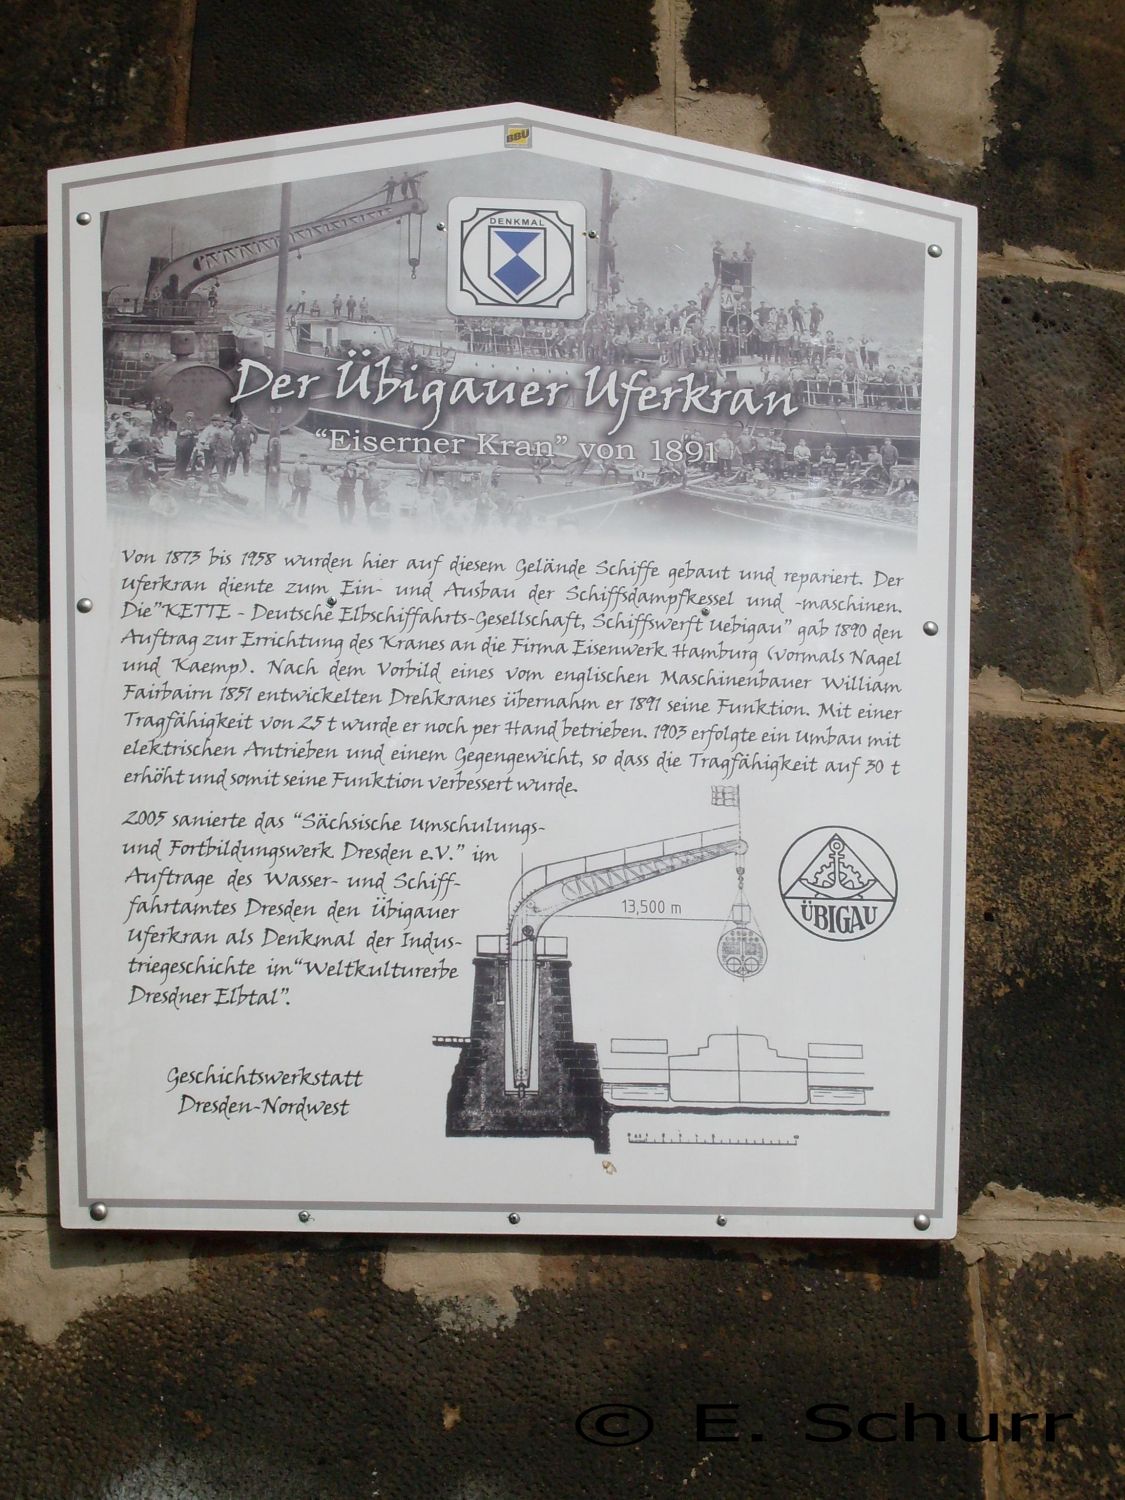 BBU
DENKMAL
Der Übigauer Uferkran
"Eiserner Kran" von 1891
Von 1873 bis 1958 wurden hier auf diesem Gelände Schiffe gebaut und repariert. Der
Uferkran diente zum Ein- und Ausbau der Schiffsdampfkessel und -maschinen.
Die "KETTE - Deutsche Elbschiffahrts-Gesellschaft, Schiffswerft Uebigau" gab 1890 den
Auftrag zur Errichtung des Kranes an die Firma Eisenwerk Hamburg (vormals Nagel
und Kaemp). Nach dem Vorbild eines vom englischen Maschinenbauer William
Fairbairn 1851 entwickelten Drehkranes übernahm er 1891 seine Funktion. Mit einer
Tragfähigkeit von 25 t wurde er noch per Hand betrieben. 1903 erfolgte ein Umbau mit
elektrischen Antrieben und einem Gegengewicht, so dass die Tragfähigkeit auf 30 t
erhöht und somit seine Funktion verbessert wurde.
2005 sanierte das "Sächsische Umschulungs-
und Fortbildungswerk Dresden e.V." im
Auftrage des Wasser- und Schiff-
fahrtamtes Dresden den Übigauer
Uferkran als Denkmal der Indus-
triegeschichte im "Weltkulturerbe
Dresdner Elbtal".
13,500 m
ÜBIGAU
Geschichtswerkstatt
Dresden-Nordwest
© E. Schurr